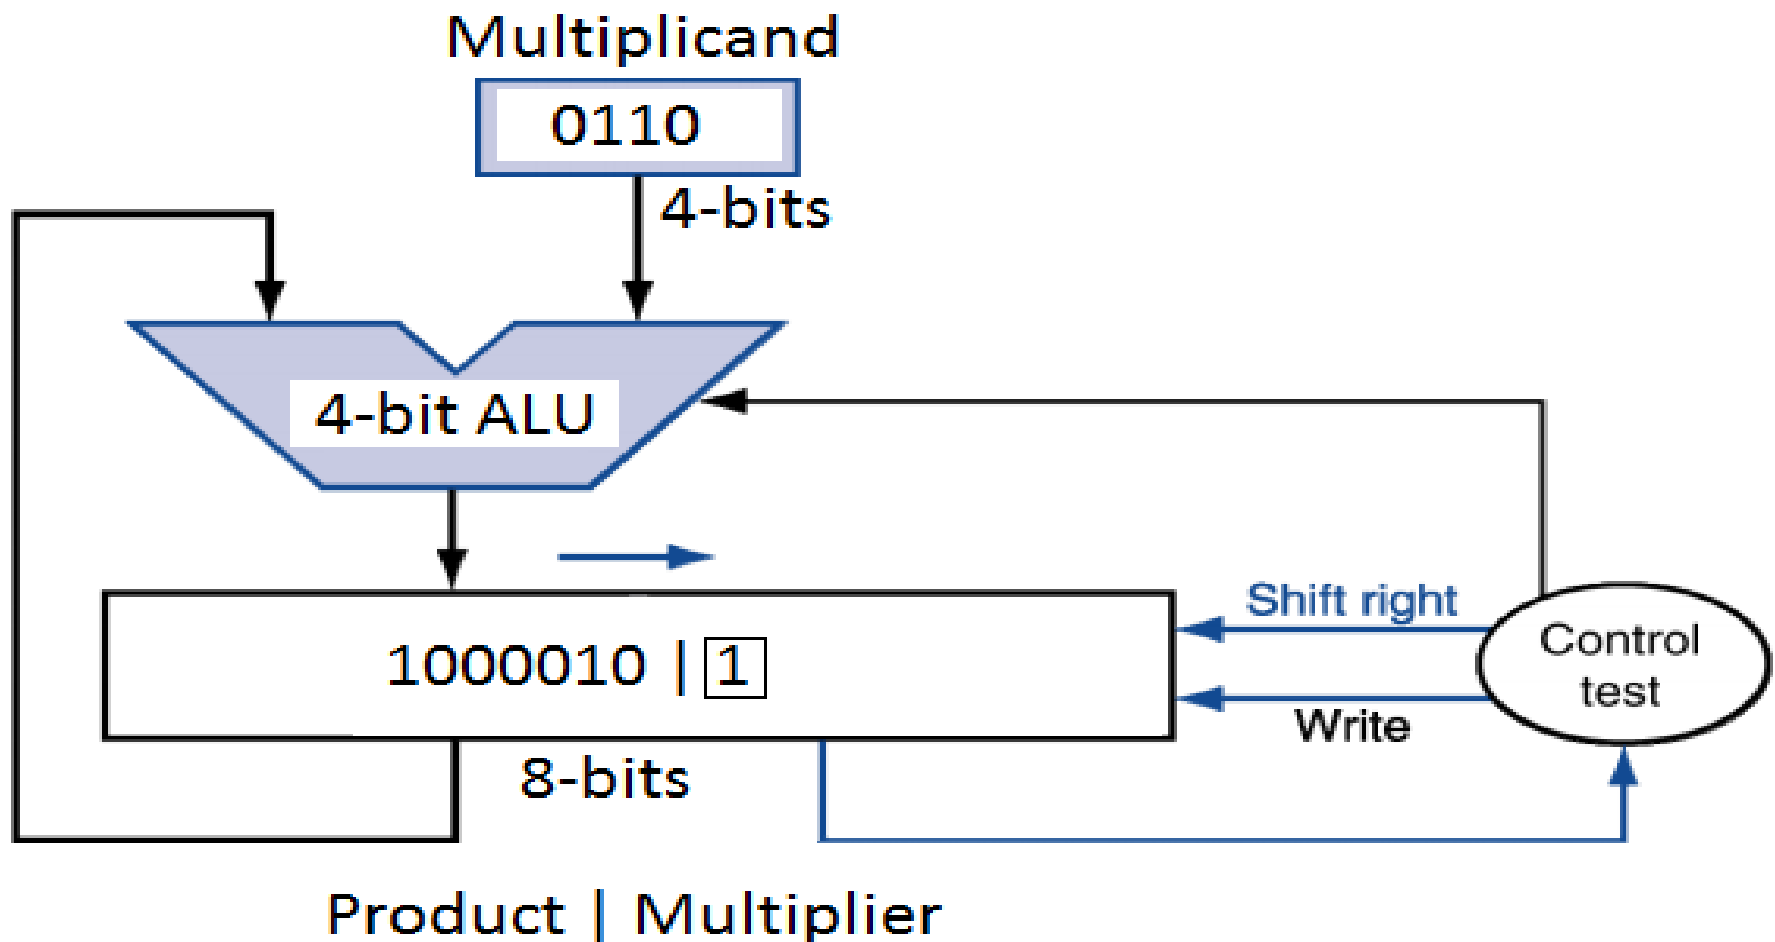 Multiplicand
0110
4-bits
4-bit ALU
Shift right
1000010 | 1
Control
test
Write
8-bits
Product | Multiplier